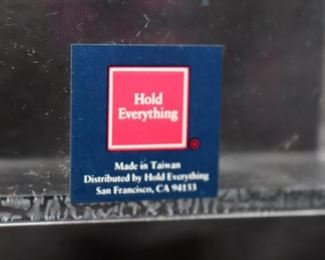 Hold
Everything
®
Made in Taiwan
Distributed by Hold Everything
San Francisco, CA 94133